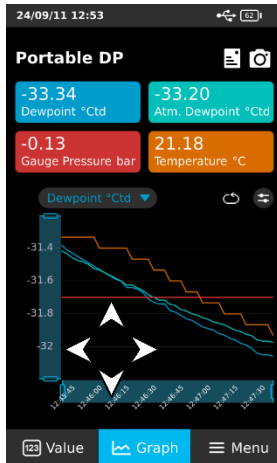 24/09/11 12:53
62
Portable DP
-33.34
Dewpoint °Ctd
-33.20
Atm. Dewpoint °Ctd
-0.13
Gauge Pressure bar
21.18
Temperature °C
Dewpoint °Ctd
-31.4
-31.6
-31.8
-32
12:45:45
12:46:00
12:46:15
12:46:30
12:46:45
12:47:00
12:47:15
12:47:30
123 Value
Graph
Menu